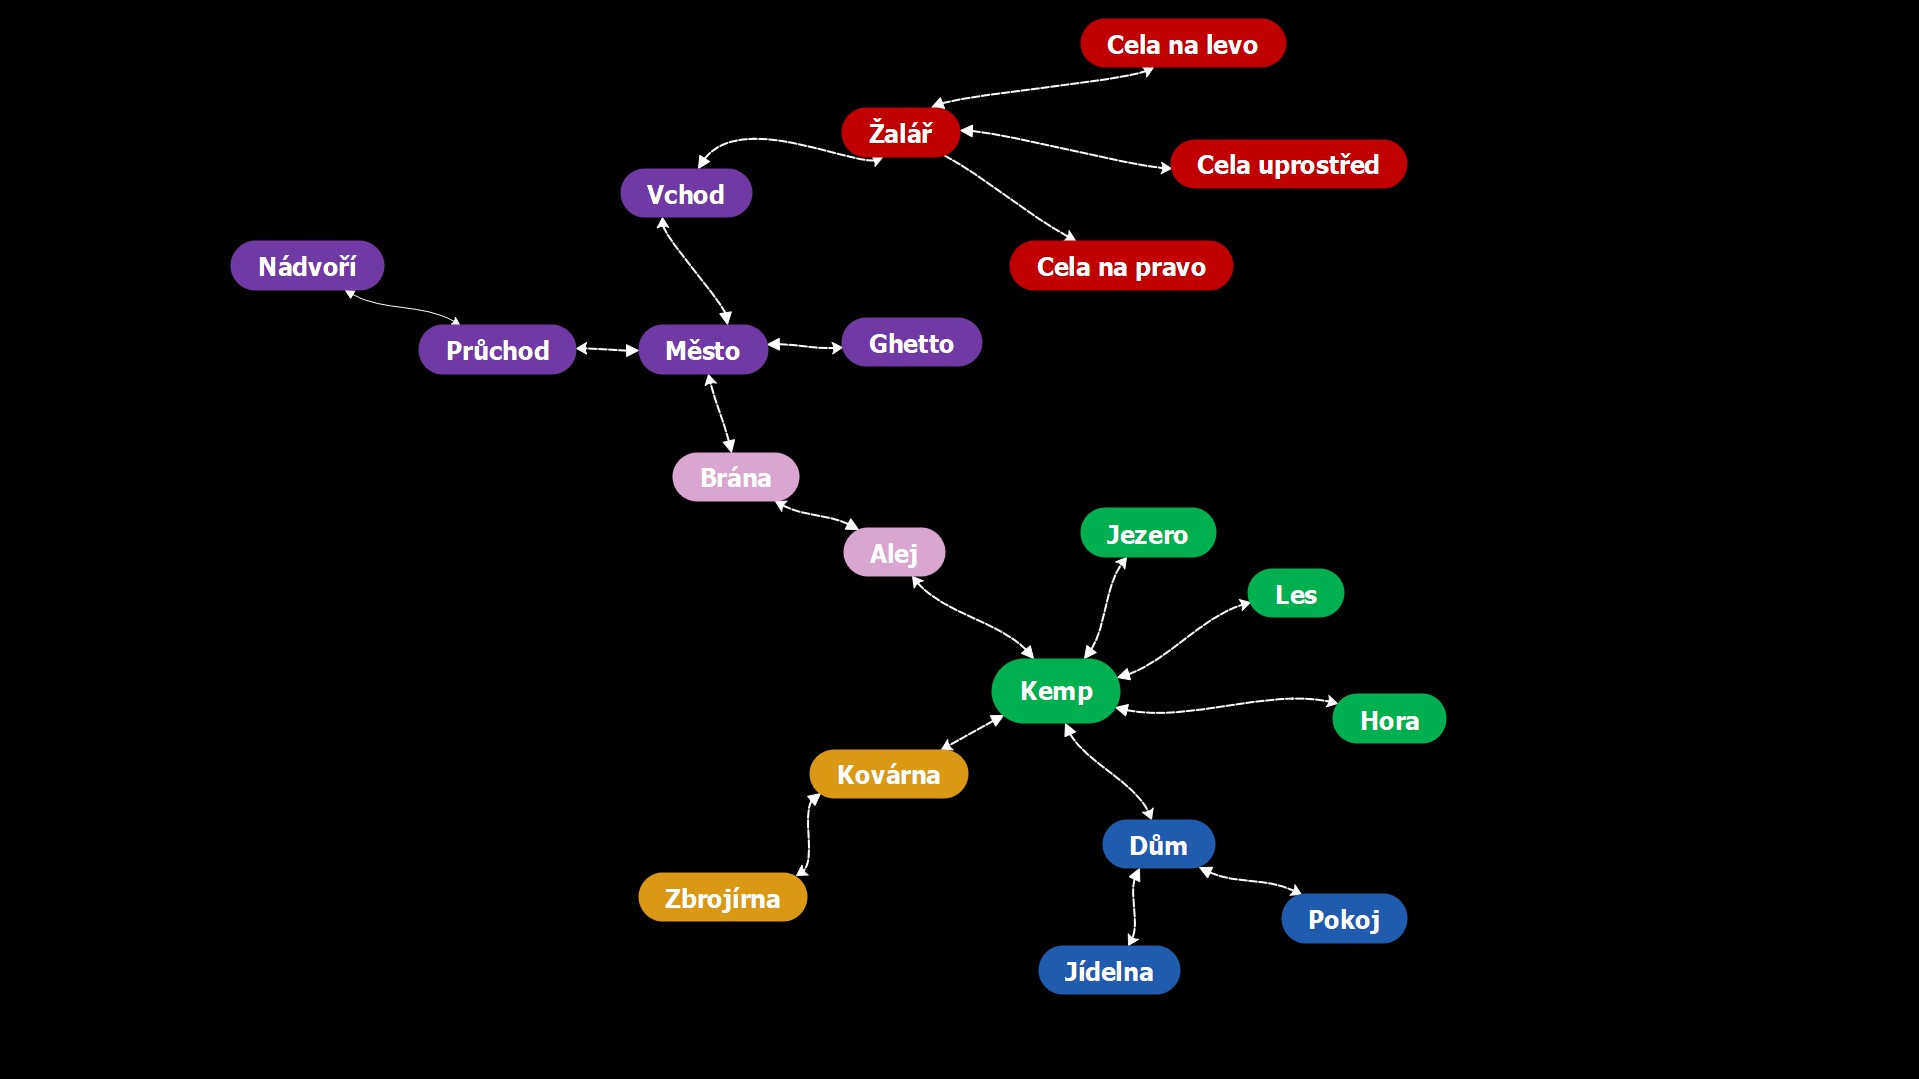 Cela na levo
Žalář
Cela uprostřed
Vchod
Cela na pravo
Nádvoří
Průchod
Město
Ghetto
Brána
Alej
Jezero
Les
Kemp
Hora
Kovárna
Dům
Zbrojírna
Pokoj
Jídelna